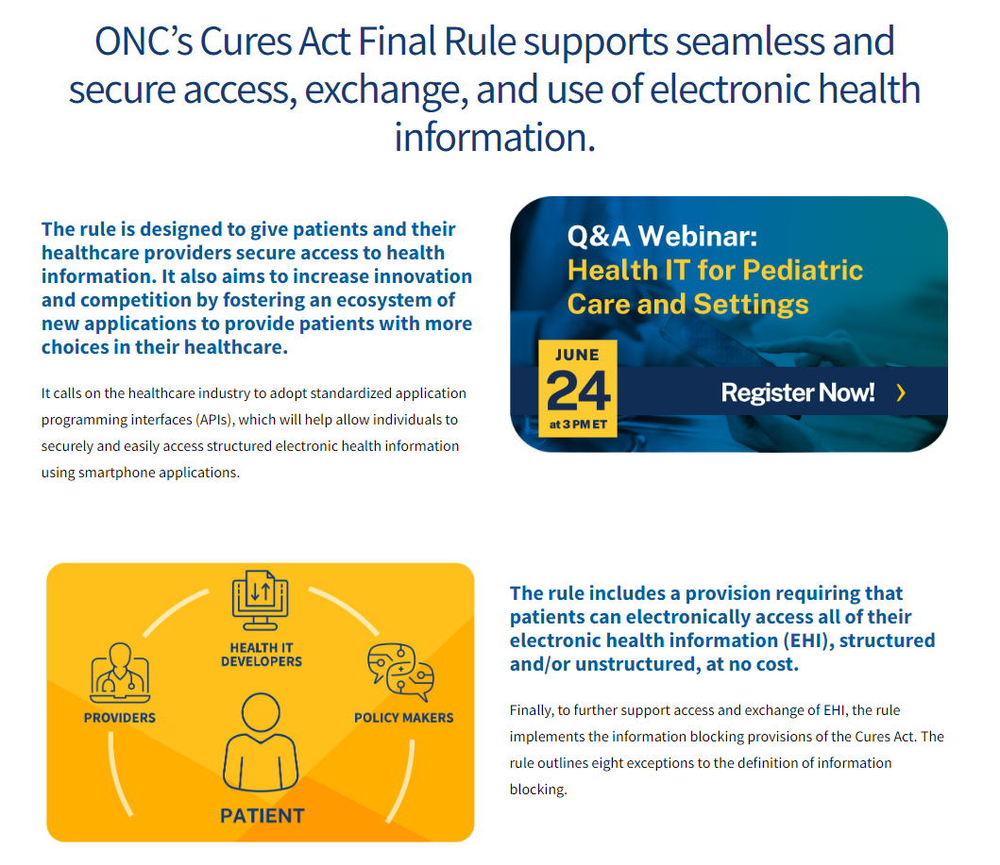 ONC’s Cures Act Final Rule supports seamless and
secure access, exchange, and use of electronic health
information.
The rule is designed to give patients and their
healthcare providers secure access to health
information. It also aims to increase innovation
and competition by fostering an ecosystem of
new applications to provide patients with more
choices in their healthcare.
It calls on the healthcare industry to adopt standardized application
programming interfaces (APIs), which will help allow individuals to
securely and easily access structured electronic health information
using smartphone applications.
Q&A Webinar:
Health IT for Pediatric
Care and Settings
JUNE
24
at 3 PM ET
Register Now!
HEALTH IT
DEVELOPERS
PROVIDERS
POLICY MAKERS
PATIENT
The rule includes a provision requiring that
patients can electronically access all of their
electronic health information (EHI), structured
and/or unstructured, at no cost.
Finally, to further support access and exchange of EHI, the rule
implements the information blocking provisions of the Cures Act. The
rule outlines eight exceptions to the definition of information
blocking.